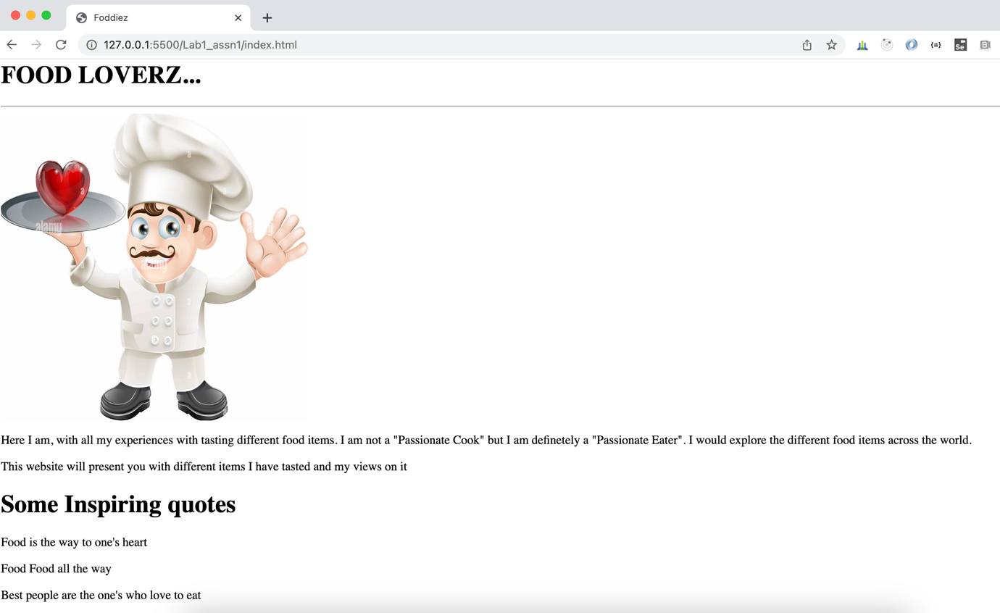 Foddiez
127.0.0.1:5500/Lab1_assn1/index.html
Se
B
FOOD LOVERZ...
a
a
alamy
a
alamy
alamy
a
a
a
a
Here I am, with all my experiences with tasting different food items. I am not a "Passionate Cook" but I am definetely a "Passionate Eater". I would explore the different food items across the world.
This website will present you with different items I have tasted and my views on it
Some Inspiring quotes
Food is the way to one's heart
Food Food all the way
Best people are the one's who love to eat